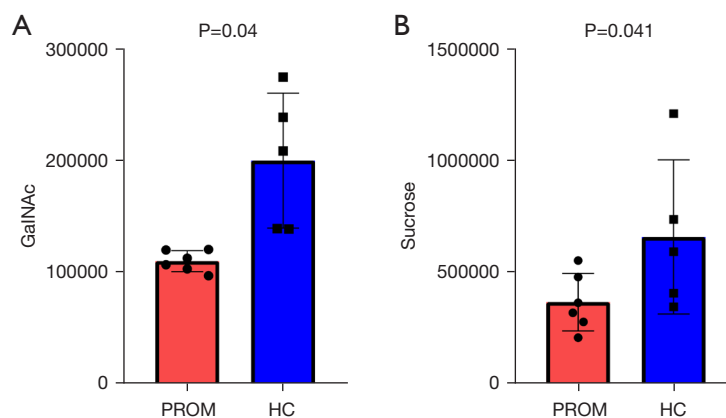 A
P=0.04
GalNAc
300000
200000
100000
0
PROM HC
B
P=0.041
Sucrose
1500000
1000000
500000
0
PROM HC